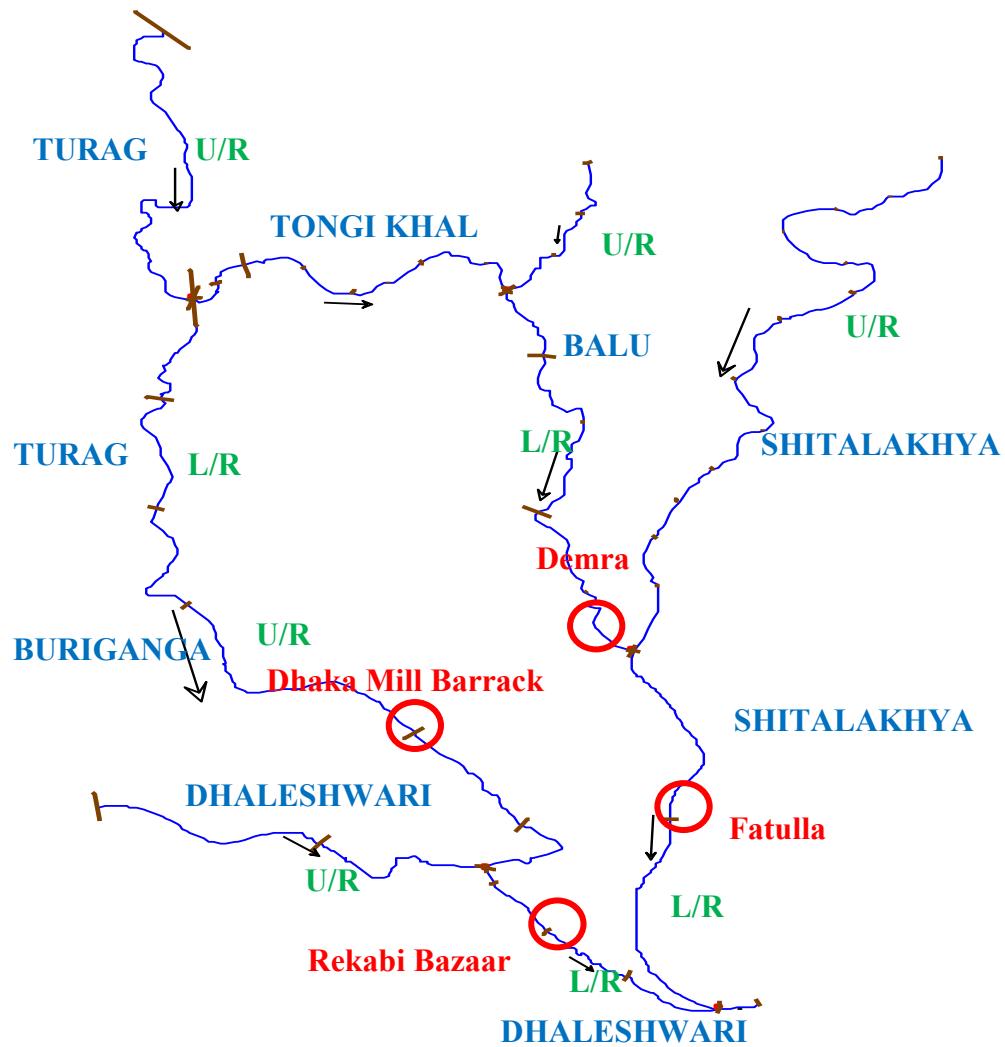 TURAG
U/R
TONGI KHAL
U/R
U/R
BALU
TURAG
L/R
L/R
SHITALAKHYA
Demra
BURIGANGA
U/R
Dhaka Mill Barrack
SHITALAKHYA
DHALESHWARI
Fatulla
U/R
L/R
Rekabi Bazaar
L/R
DHALESHWARI